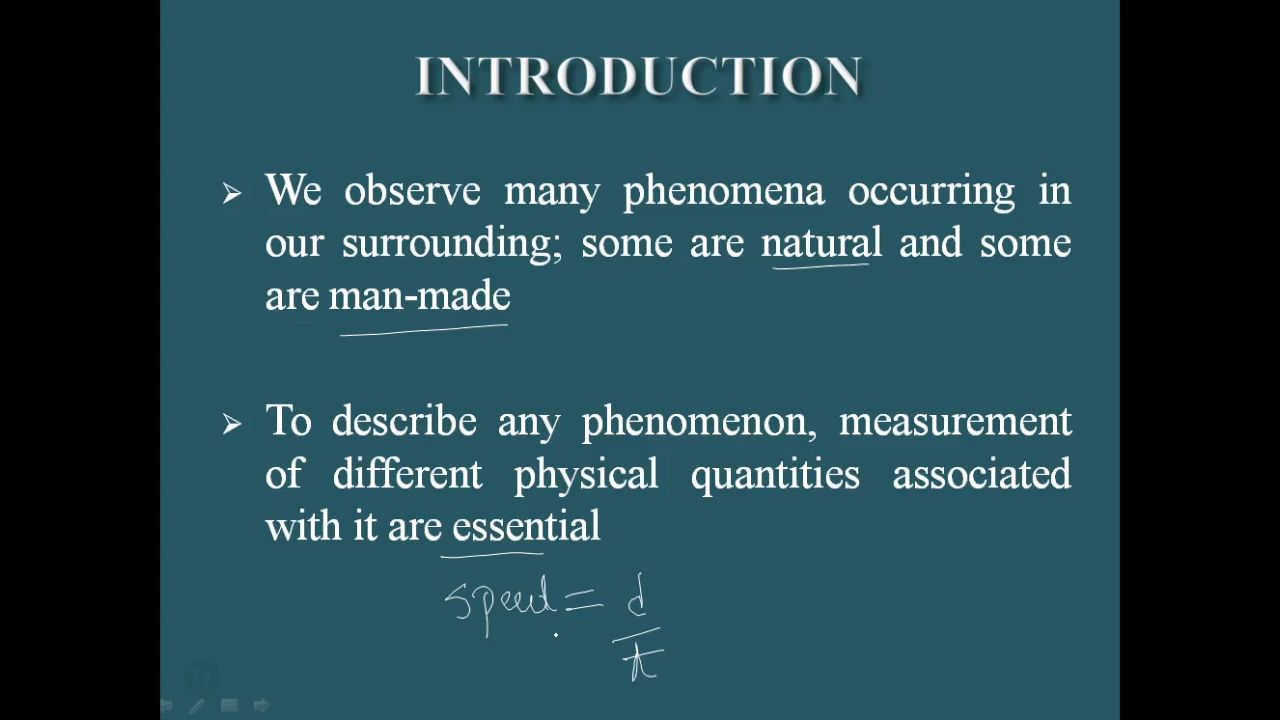 INTRODUCTION
➢ We observe many phenomena occurring in
our surrounding; some are natural and some
are man-made
➢ To describe any phenomenon, measurement
of different physical quantities associated
with it are essential
speed = d
t